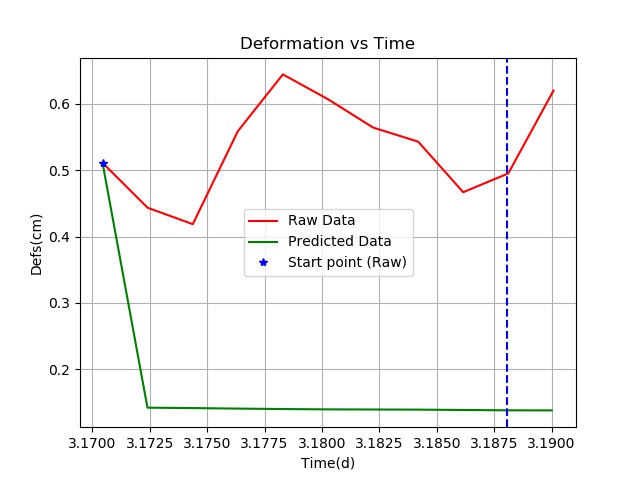 Deformation vs Time
Defs(cm)
0.6
0.5
0.4
0.3
0.2
Raw Data
Predicted Data
Start point (Raw)
3.1700 3.1725 3.1750 3.1775 3.1800 3.1825 3.1850 3.1875 3.1900
Time(d)